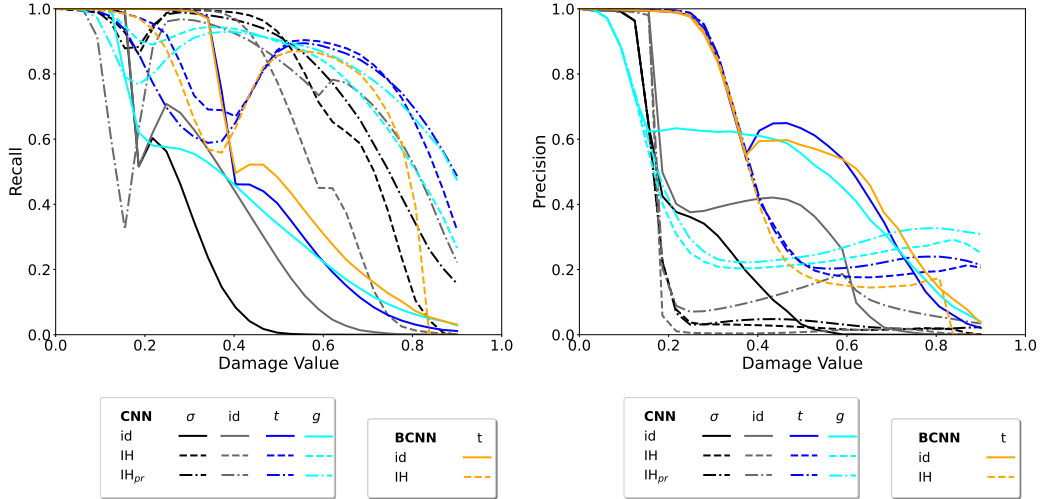 1.0
0.8
0.6
0.4
0.2
0.0
Recall
0.0 0.2 0.4 0.6 0.8 1.0
Damage Value
1.0
0.8
0.6
0.4
0.2
0.0
Precision
0.0 0.2 0.4 0.6 0.8 1.0
Damage Value
CNN σ id t g
id
IH
IH_pr
BCNN t
id
IH
CNN σ id t g
id
IH
IH_pr
BCNN t
id
IH